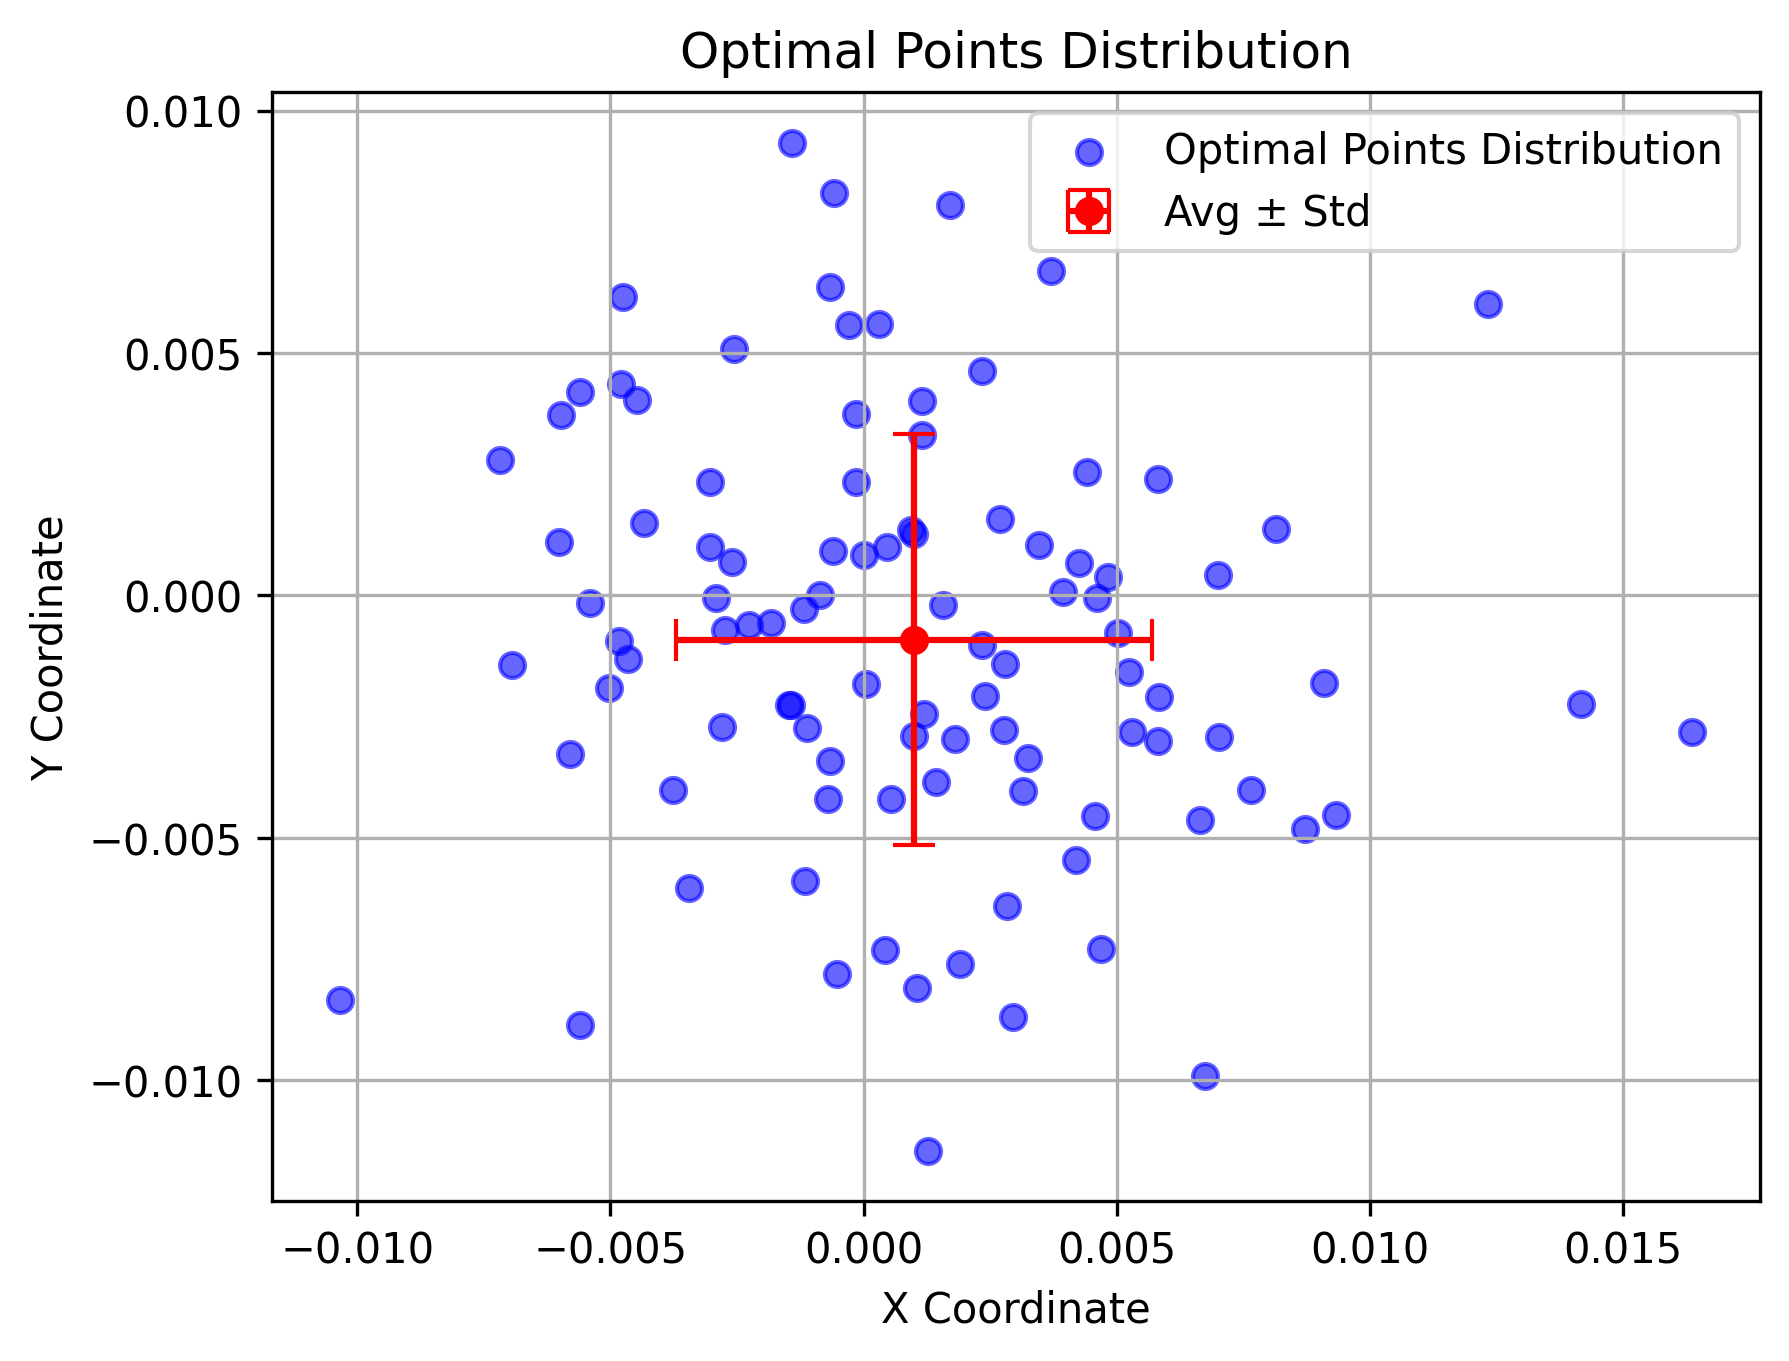 Optimal Points Distribution
Optimal Points Distribution
Avg ± Std
0.010
0.005
0.000
−0.005
−0.010
Y Coordinate
−0.010
−0.005
0.000
0.005
0.010
0.015
X Coordinate